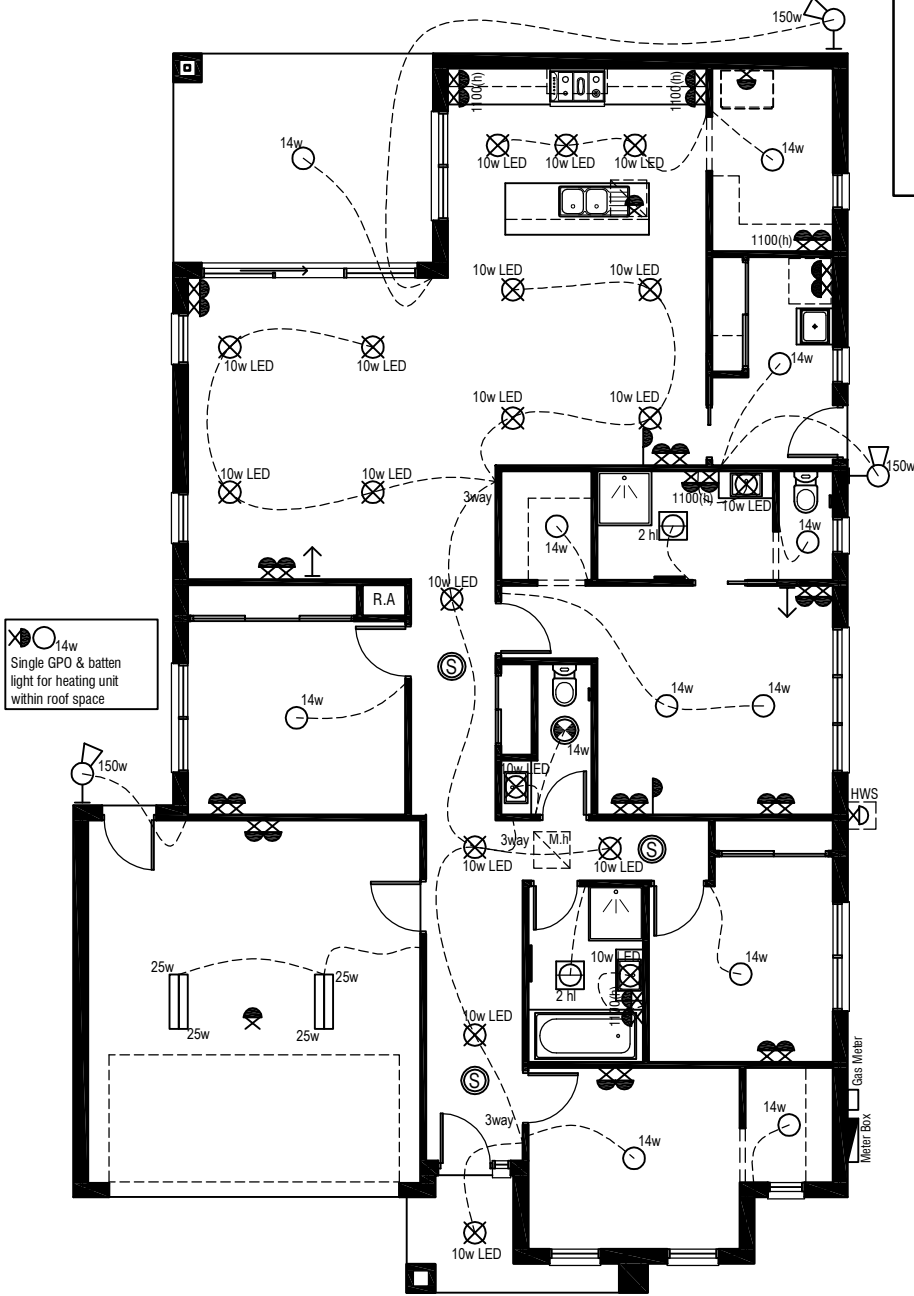 150w
1100(h)
1100(h)
14w
14w
10w LED
10w LED
10w LED
1100(h)
10w LED
10w LED
10w LED
10w LED
14w
10w LED
10w LED
10w LED
10w LED
150w
3way
1100(h)
10w LED
14w
2 hl
14w
10w LED
R.A
S
14w
Single GPO & batten
light for heating unit
within roof space
14w
14w
14w
14w
150w
10w LED
HWS
3way
M.h
10w LED
10w LED
S
25w
25w
25w
25w
10w LED
2 hl
1100(h)
14w
10w LED
S
Gas Meter
Meter Box
3way
14w
14w
10w LED